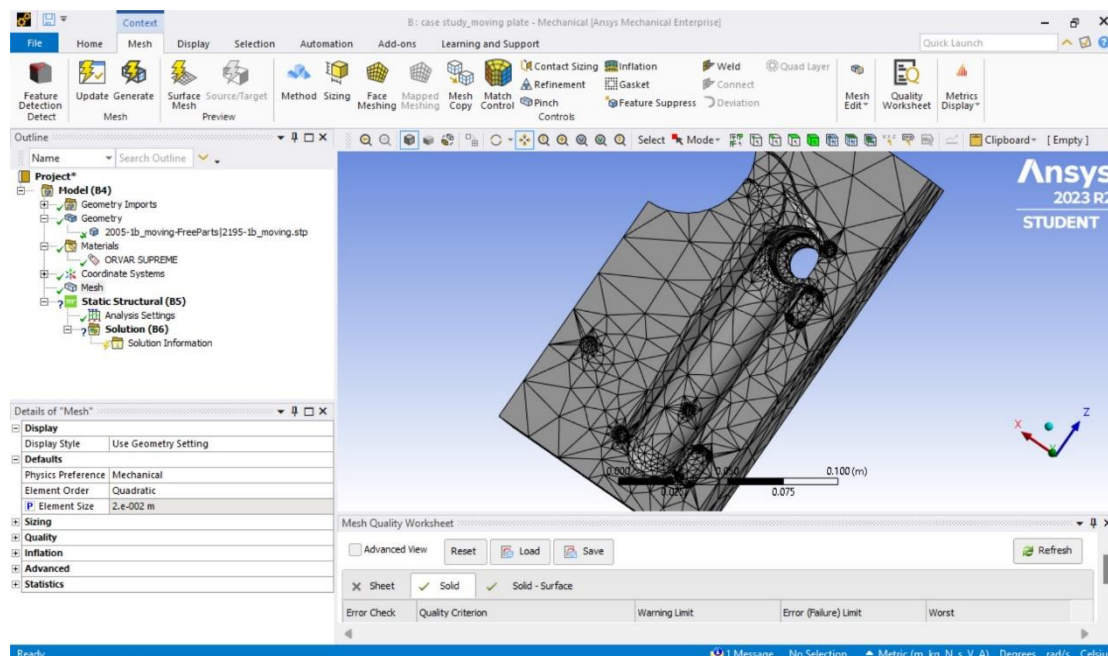 B : case study_moving plate - Mechanical [Ansys Mechanical Enterprise]
Context
File Home Mesh Display Selection Automation Add-ons Learning and Support Quick Launch
Feature Detection Detect
Update Generate
Mesh
Surface Mesh Source/Target
Preview
Method Sizing Face Meshing Mapped Meshing Mesh Copy Match Control
Contact Sizing
Refinement
Pinch
Inflation
Gasket
Feature Suppress
Weld
Connect
Deviation
Quad Layer
Controls
Mesh Edit
Quality Worksheet
Metrics Display
Outline
Name Search Outline
Select Mode Clipboard [ Empty ]
Project*
Model (B4)
Geometry Imports
Geometry
2005-1b_moving-FreeParts|2195-1b_moving.stp
Materials
ORVAR SUPREME
Coordinate Systems
Mesh
Static Structural (B5)
Analysis Settings
Solution (B6)
Solution Information
Ansys
2023 R2
STUDENT
Details of "Mesh"
Display
Display Style Use Geometry Setting
Defaults
Physics Preference Mechanical
Element Order Quadratic
P Element Size 2.e-002 m
Sizing
Quality
Inflation
Advanced
Statistics
0.000 0.050 0.100 (m)
0.025 0.075
X Z
Mesh Quality Worksheet
Advanced View Reset Load Save Refresh
Sheet Solid Solid - Surface
Error Check Quality Criterion Warning Limit Error (Failure) Limit Worst
Ready 1 Message No Selection Metric (m, kg, N, s, V, A) Degrees rad/s Celsiu